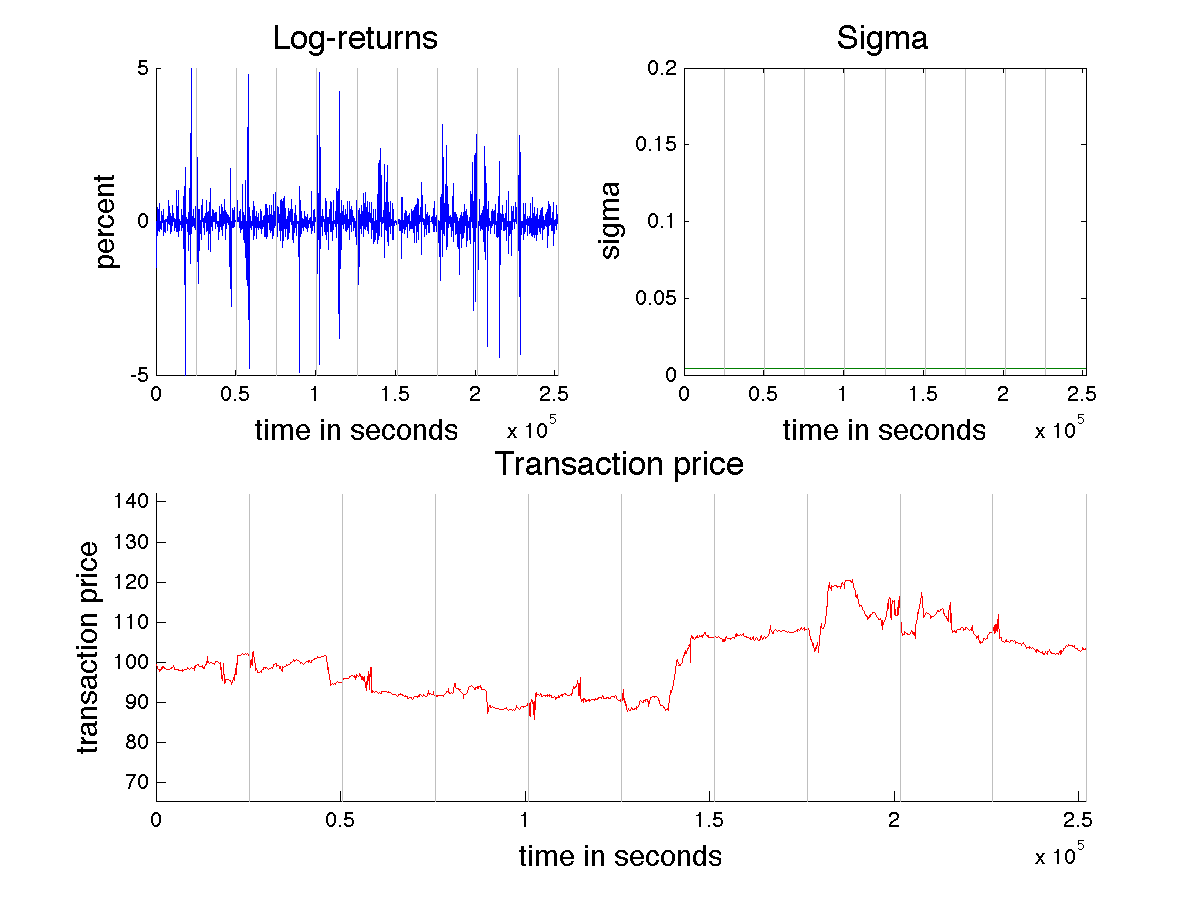 Log-returns
5
0
-5
percent
0 0.5 1 1.5 2 2.5
x 10^5
time in seconds
Sigma
0.2
0.15
0.1
0.05
0
sigma
0 0.5 1 1.5 2 2.5
x 10^5
time in seconds
Transaction price
140
130
120
110
100
90
80
70
transaction price
0 0.5 1 1.5 2 2.5
x 10^5
time in seconds